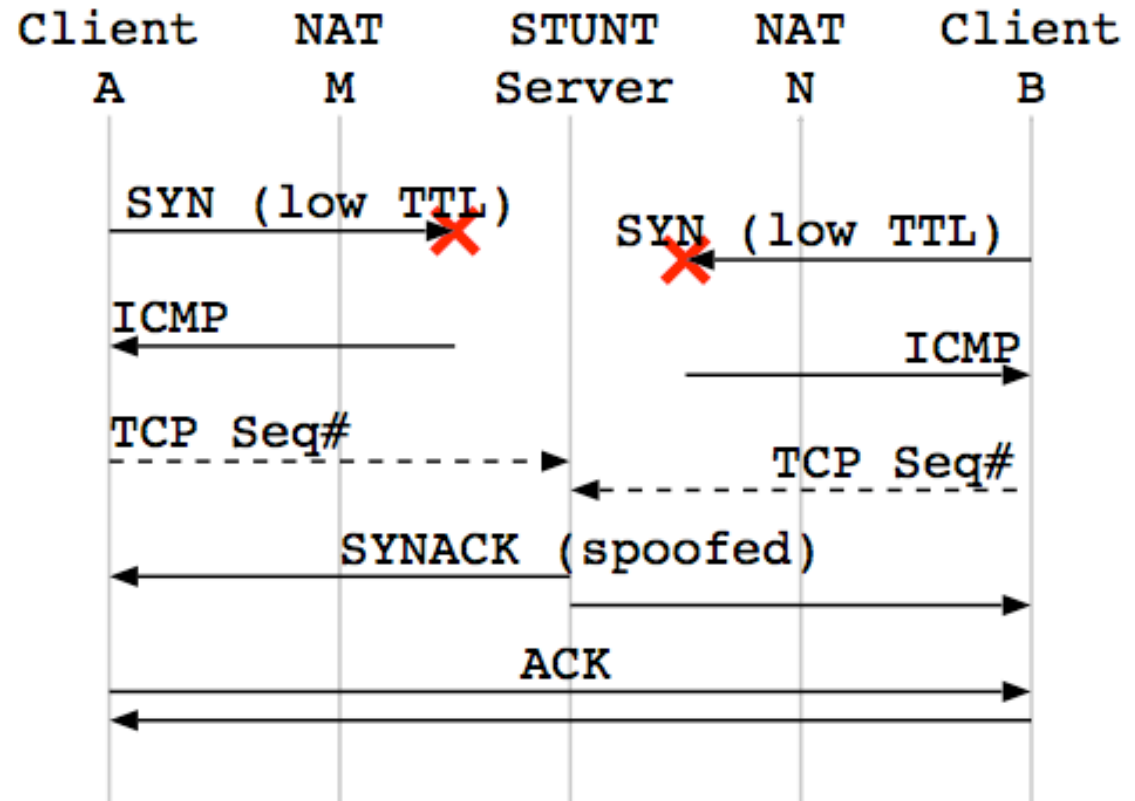 Client NAT STUNT NAT Client
A M Server N B
SYN (low TTL)
SYN (low TTL)
ICMP
ICMP
TCP Seq#
TCP Seq#
SYNACK (spoofed)
ACK